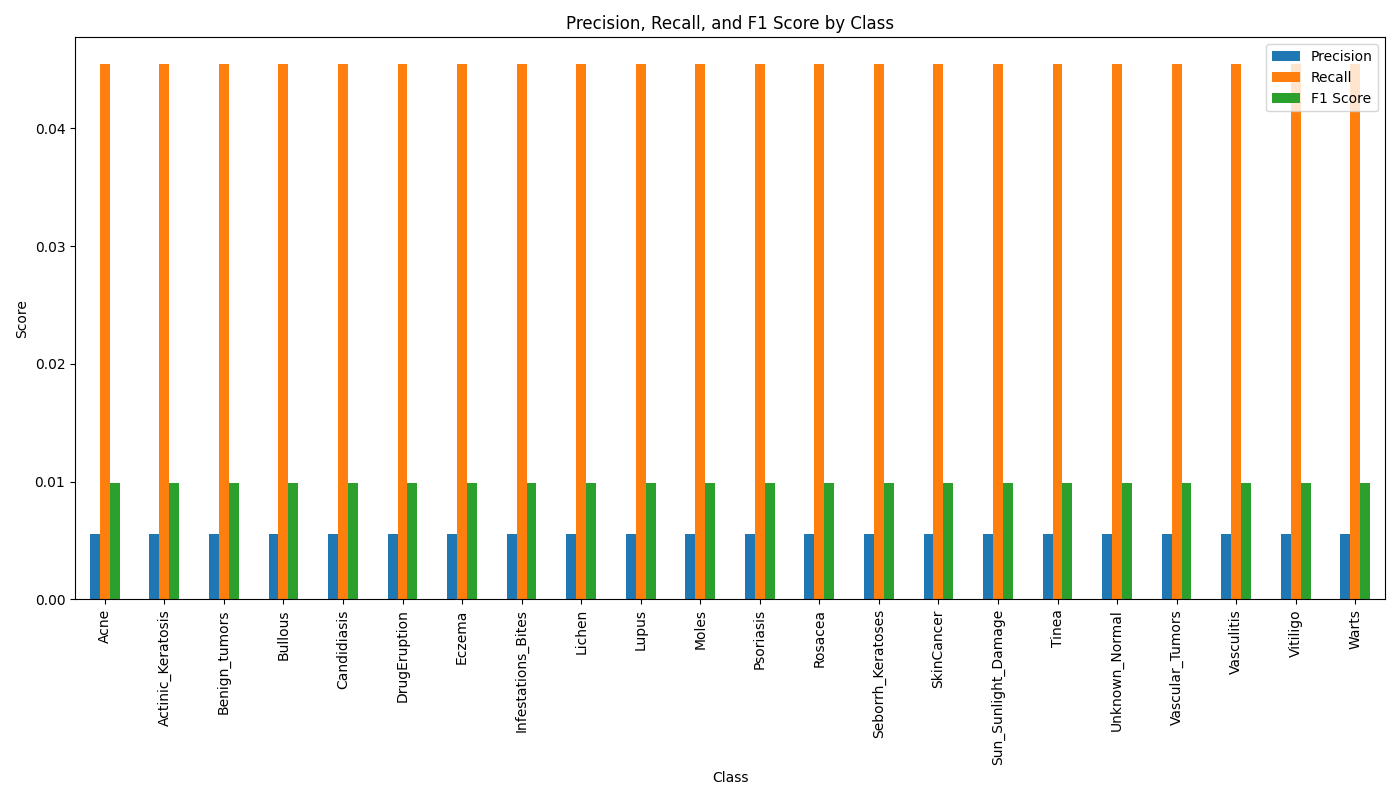 Precision, Recall, and F1 Score by Class
Precision
Recall
F1 Score
Score
0.04
0.03
0.02
0.01
0.00
Acne
Actinic_Keratosis
Benign_tumors
Bullous
Candidiasis
DrugEruption
Eczema
Infestations_Bites
Lichen
Lupus
Moles
Psoriasis
Rosacea
Seborrh_Keratoses
SkinCancer
Sun_Sunlight_Damage
Tinea
Unknown_Normal
Vascular_Tumors
Vasculitis
Vitiligo
Warts
Class